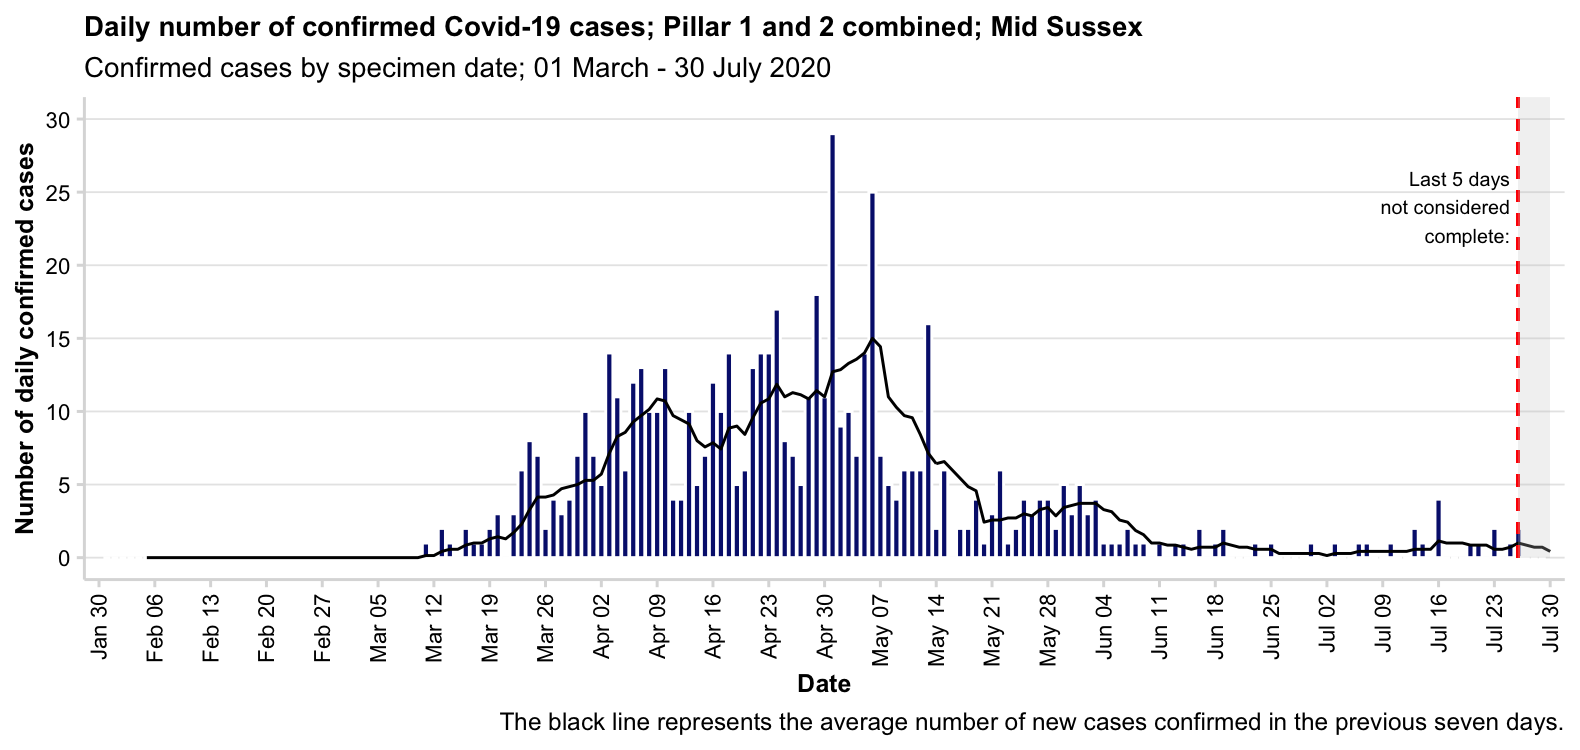 Daily number of confirmed Covid-19 cases; Pillar 1 and 2 combined; Mid Sussex
Confirmed cases by specimen date; 01 March - 30 July 2020
Number of daily confirmed cases
30
25
20
15
10
5
0
Last 5 days
not considered
complete:
Jan 30
Feb 06
Feb 13
Feb 20
Feb 27
Mar 05
Mar 12
Mar 19
Mar 26
Apr 02
Apr 09
Apr 16
Apr 23
Apr 30
May 07
May 14
May 21
May 28
Jun 04
Jun 11
Jun 18
Jun 25
Jul 02
Jul 09
Jul 16
Jul 23
Jul 30
Date
The black line represents the average number of new cases confirmed in the previous seven days.